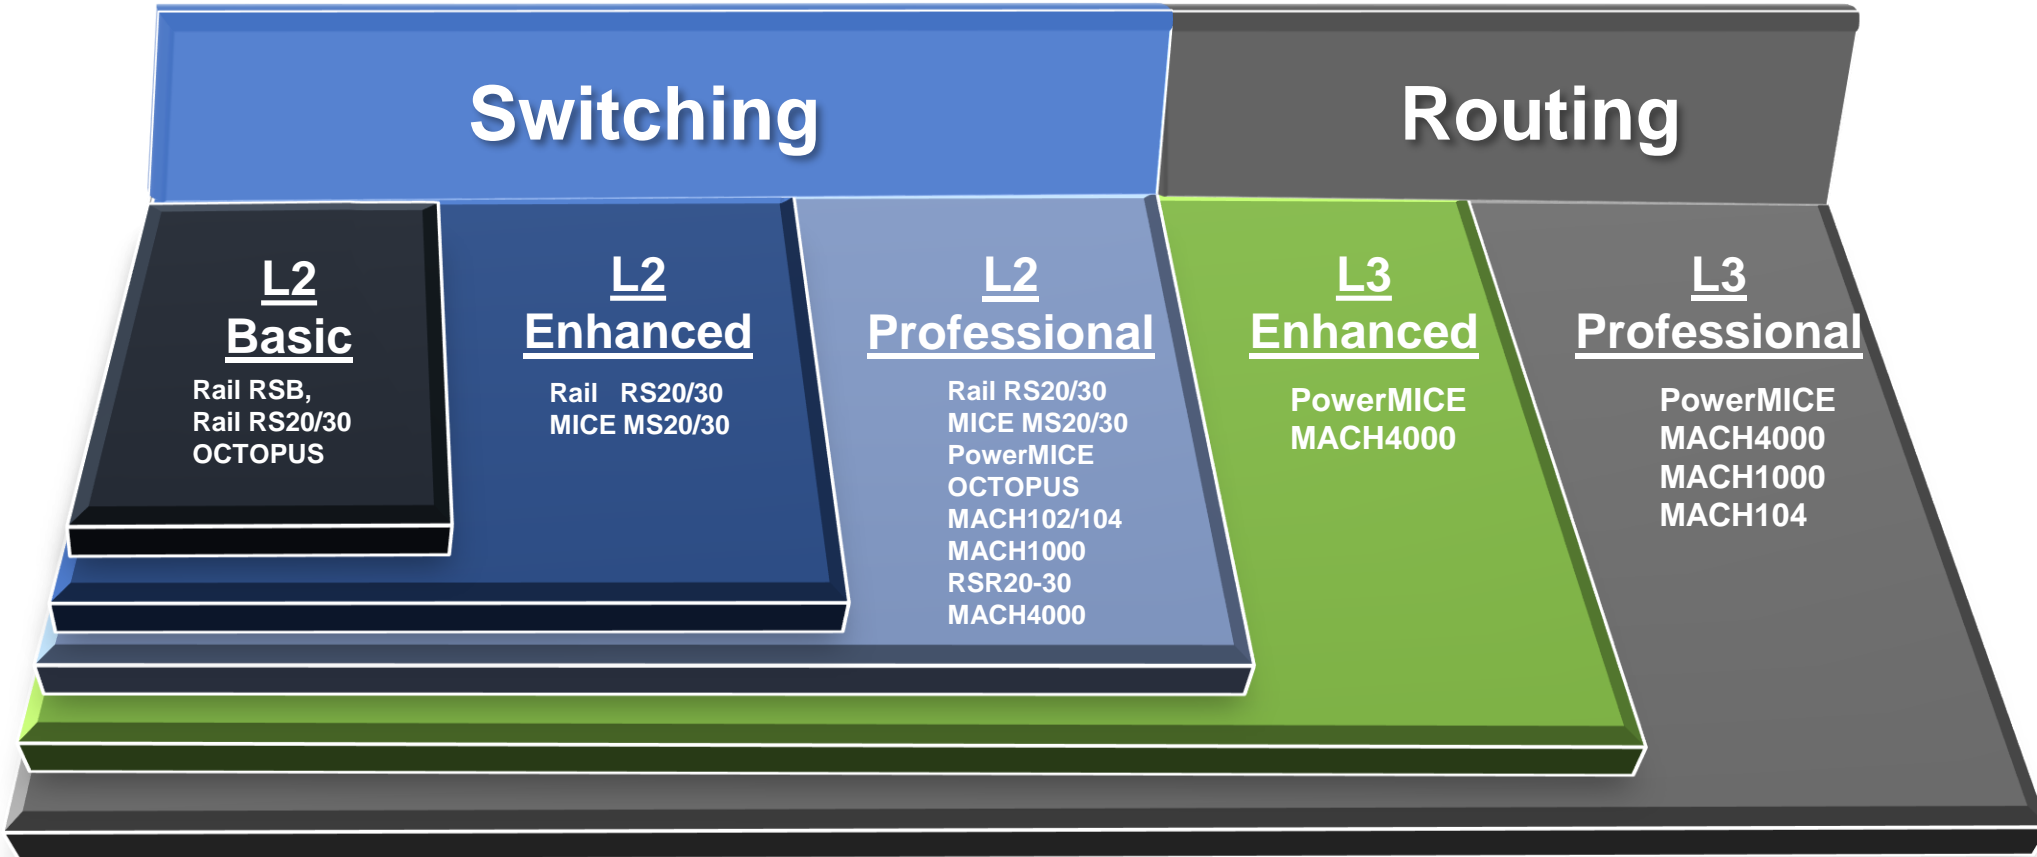 Switching
Routing
L2
Basic
Rail RSB,
Rail RS20/30
OCTOPUS
L2
Enhanced
Rail RS20/30
MICE MS20/30
L2
Professional
Rail RS20/30
MICE MS20/30
PowerMICE
OCTOPUS
MACH102/104
MACH1000
RSR20-30
MACH4000
L3
Enhanced
PowerMICE
MACH4000
L3
Professional
PowerMICE
MACH4000
MACH1000
MACH104